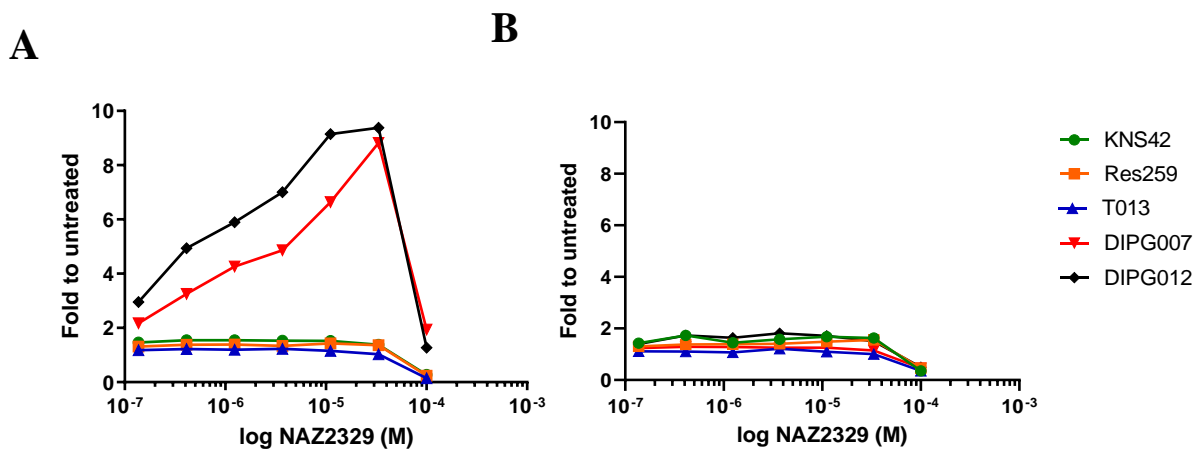 A
B
Fold to untreated
10
8
6
4
2
0
10-7
10-6
10-5
10-4
10-3
log NAZ2329 (M)
Fold to untreated
10
8
6
4
2
0
10-7
10-6
10-5
10-4
10-3
log NAZ2329 (M)
KNS42
Res259
T013
DIPG007
DIPG012